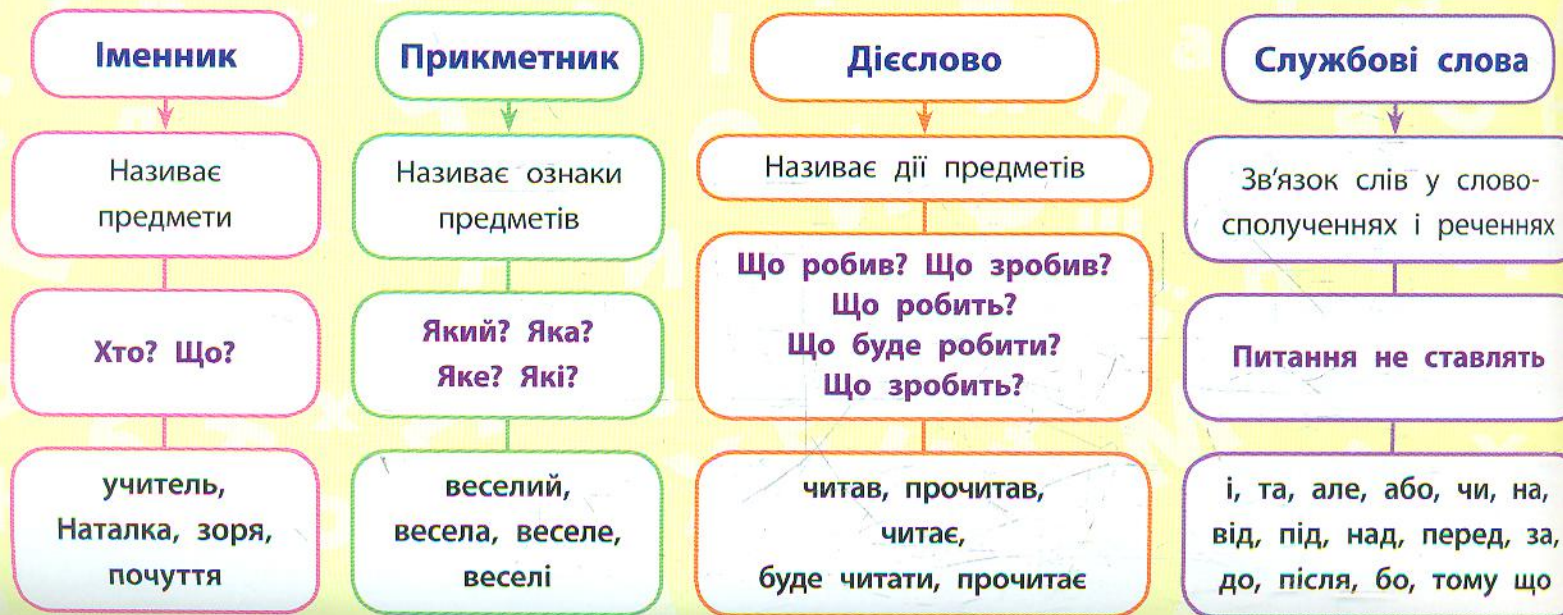 Іменник
Називає
предмети
Хто? Що?
учитель,
Наталка, зоря,
почуття
Прикметник
Називає ознаки
предметів
Який? Яка?
Яке? Які?
веселий,
весела, веселе,
веселі
Дієслово
Називає дії предметів
Що робив? Що зробив?
Що робить?
Що буде робити?
Що зробить?
читав, прочитав,
читає,
буде читати, прочитає
Службові слова
Зв'язок слів у слово-
сполученнях і реченнях
Питання не ставлять
і, та, але, або, чи, на,
від, під, над, перед, за,
до, після, бо, тому що